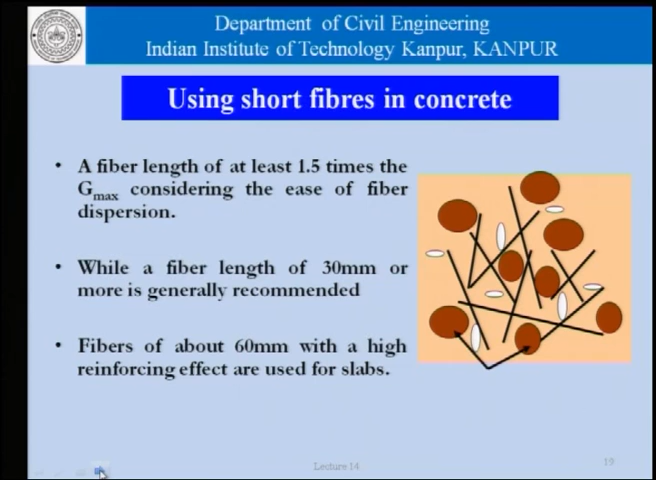 Department of Civil Engineering
Indian Institute of Technology Kanpur, KANPUR
Using short fibres in concrete
• A fiber length of at least 1.5 times the
Gmax considering the ease of fiber
dispersion.
• While a fiber length of 30mm or
more is generally recommended
• Fibers of about 60mm with a high
reinforcing effect are used for slabs.
Lecture 14
19